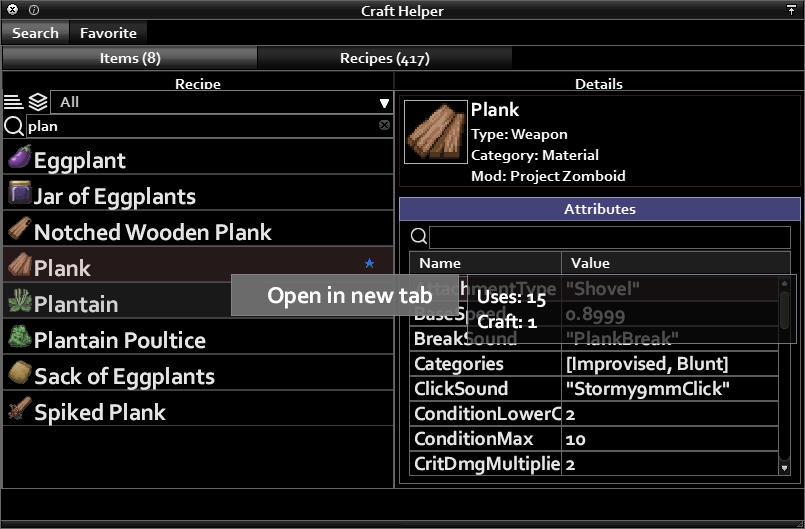 Craft Helper
Search Favorite
Items (8) Recipes (417)
Recipe
All
plan
Eggplant
Jar of Eggplants
Notched Wooden Plank
Plank
Plantain
Plantain Poultice
Sack of Eggplants
Spiked Plank
Open in new tab
Details
Plank
Type: Weapon
Category: Material
Mod: Project Zomboid
Attributes
Name Value
AttachmentType "Shovel"
BaseSpeed 0.8999
BreakSound "PlankBreak"
Uses: 15
Craft: 1
Categories [Improvised, Blunt]
ClickSound "Stormy9mmClick"
ConditionLowerC 2
ConditionMax 10
CritDmgMultiplie 2